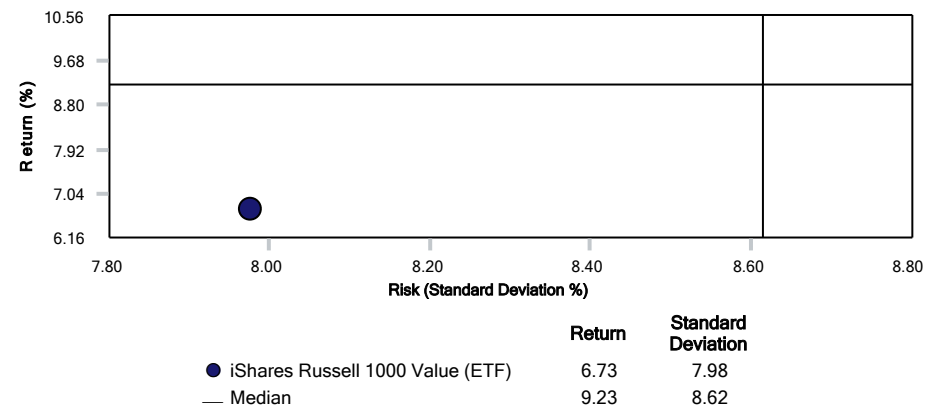 10.56
9.68
8.80
7.92
7.04
6.16
R eturn (%)
7.80 8.00 8.20 8.40 8.60 8.80
Risk (Standard Deviation %)
Return Standard Deviation
iShares Russell 1000 Value (ETF) 6.73 7.98
Median 9.23 8.62